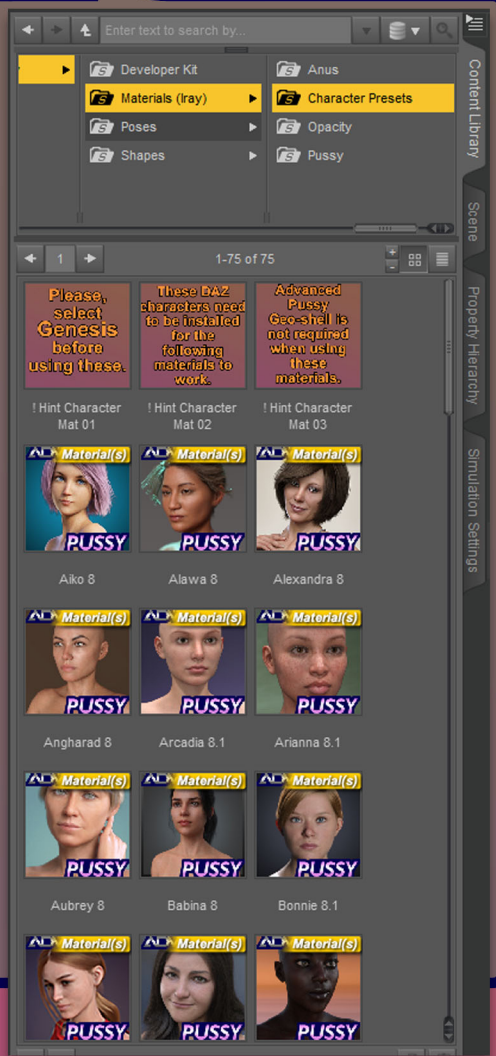 Enter text to search by...
Developer Kit
Materials (Iray)
Poses
Shapes
Anus
Character Presets
Opacity
Pussy
Content Library
Scene
Property Hierarchy
Simulation Settings
1
1-75 of 75
Please,
select
Genesis
before
using these.
These DAZ
characters need
to be installed
for the
following
materials to
work.
Advanced
Pussy
Geo-shell is
not required
when using
these
materials.
! Hint Character
Mat 01
! Hint Character
Mat 02
! Hint Character
Mat 03
Material(s)
PUSSY
Material(s)
PUSSY
Material(s)
PUSSY
Aiko 8
Alawa 8
Alexandra 8
Material(s)
PUSSY
Material(s)
PUSSY
Material(s)
PUSSY
Angharad 8
Arcadia 8.1
Arianna 8.1
Material(s)
PUSSY
Material(s)
PUSSY
Material(s)
PUSSY
Aubrey 8
Babina 8
Bonnie 8.1
Material(s)
PUSSY
Material(s)
PUSSY
Material(s)
PUSSY